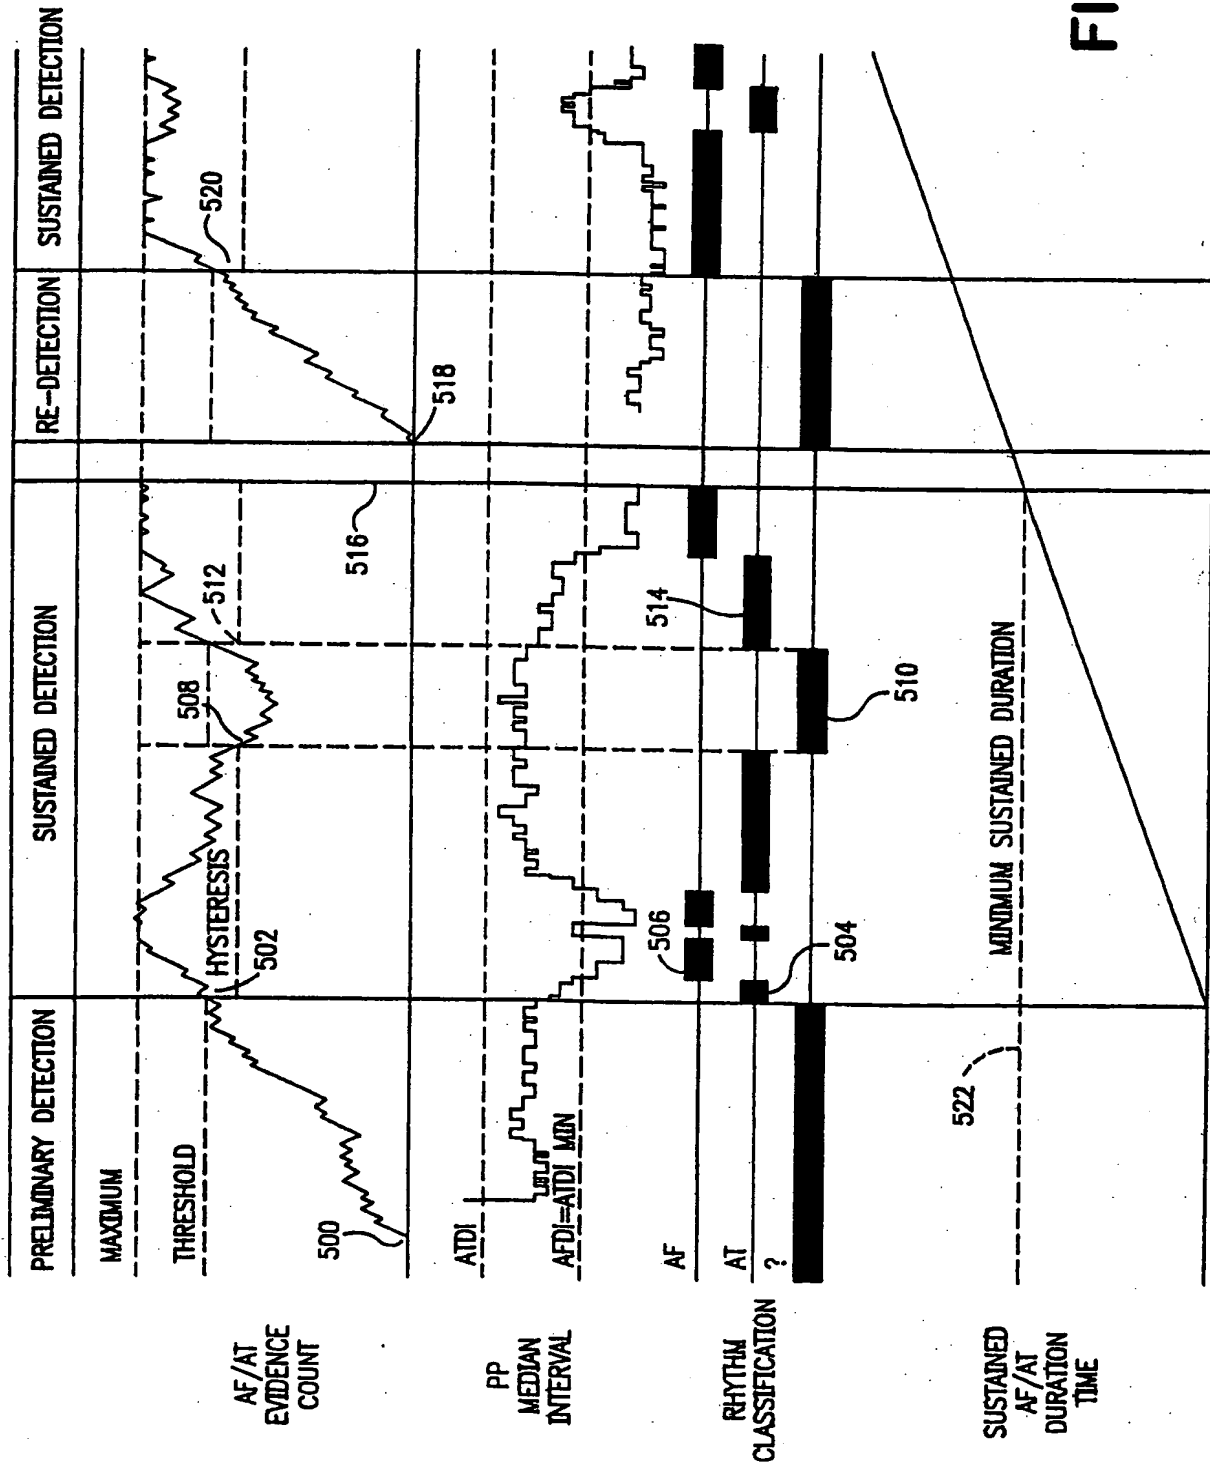 PRELIMINARY DETECTION
SUSTAINED DETECTION
RE-DETECTION
SUSTAINED DETECTION
AF/AT
EVIDENCE
COUNT
MAXIMUM
THRESHOLD
HYSTERESIS
500
502
508
512
516
518
520
PP
MEDIAN
INTERVAL
ATDI
AFDI=ATDI MIN
RHYTHM
CLASSIFICATION
AF
AT
?
506
504
514
510
SUSTAINED
AF/AT
DURATION
TIME
522
MINIMUM SUSTAINED DURATION
FI